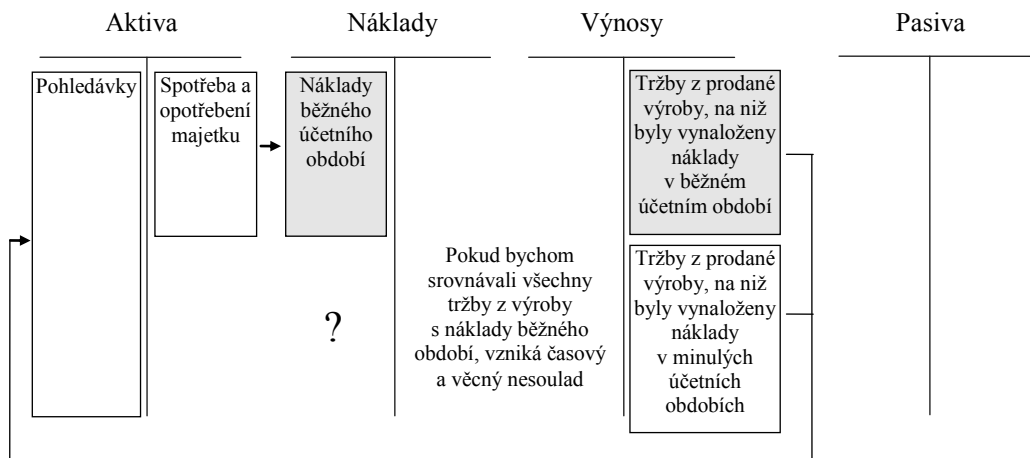 Aktiva
Náklady
Výnosy
Pasiva
Pohledávky
Spotřeba a
opotřebení
majetku
Náklady
běžného
účetního
období
Tržby z prodané
výroby, na niž
byly vynaloženy
náklady
v běžném
účetním období
Pokud bychom
srovnávali všechny
tržby z výroby
s náklady běžného
období, vzniká časový
a věcný nesoulad
?
Tržby z prodané
výroby, na niž
byly vynaloženy
náklady
v minulých
účetních
obdobích